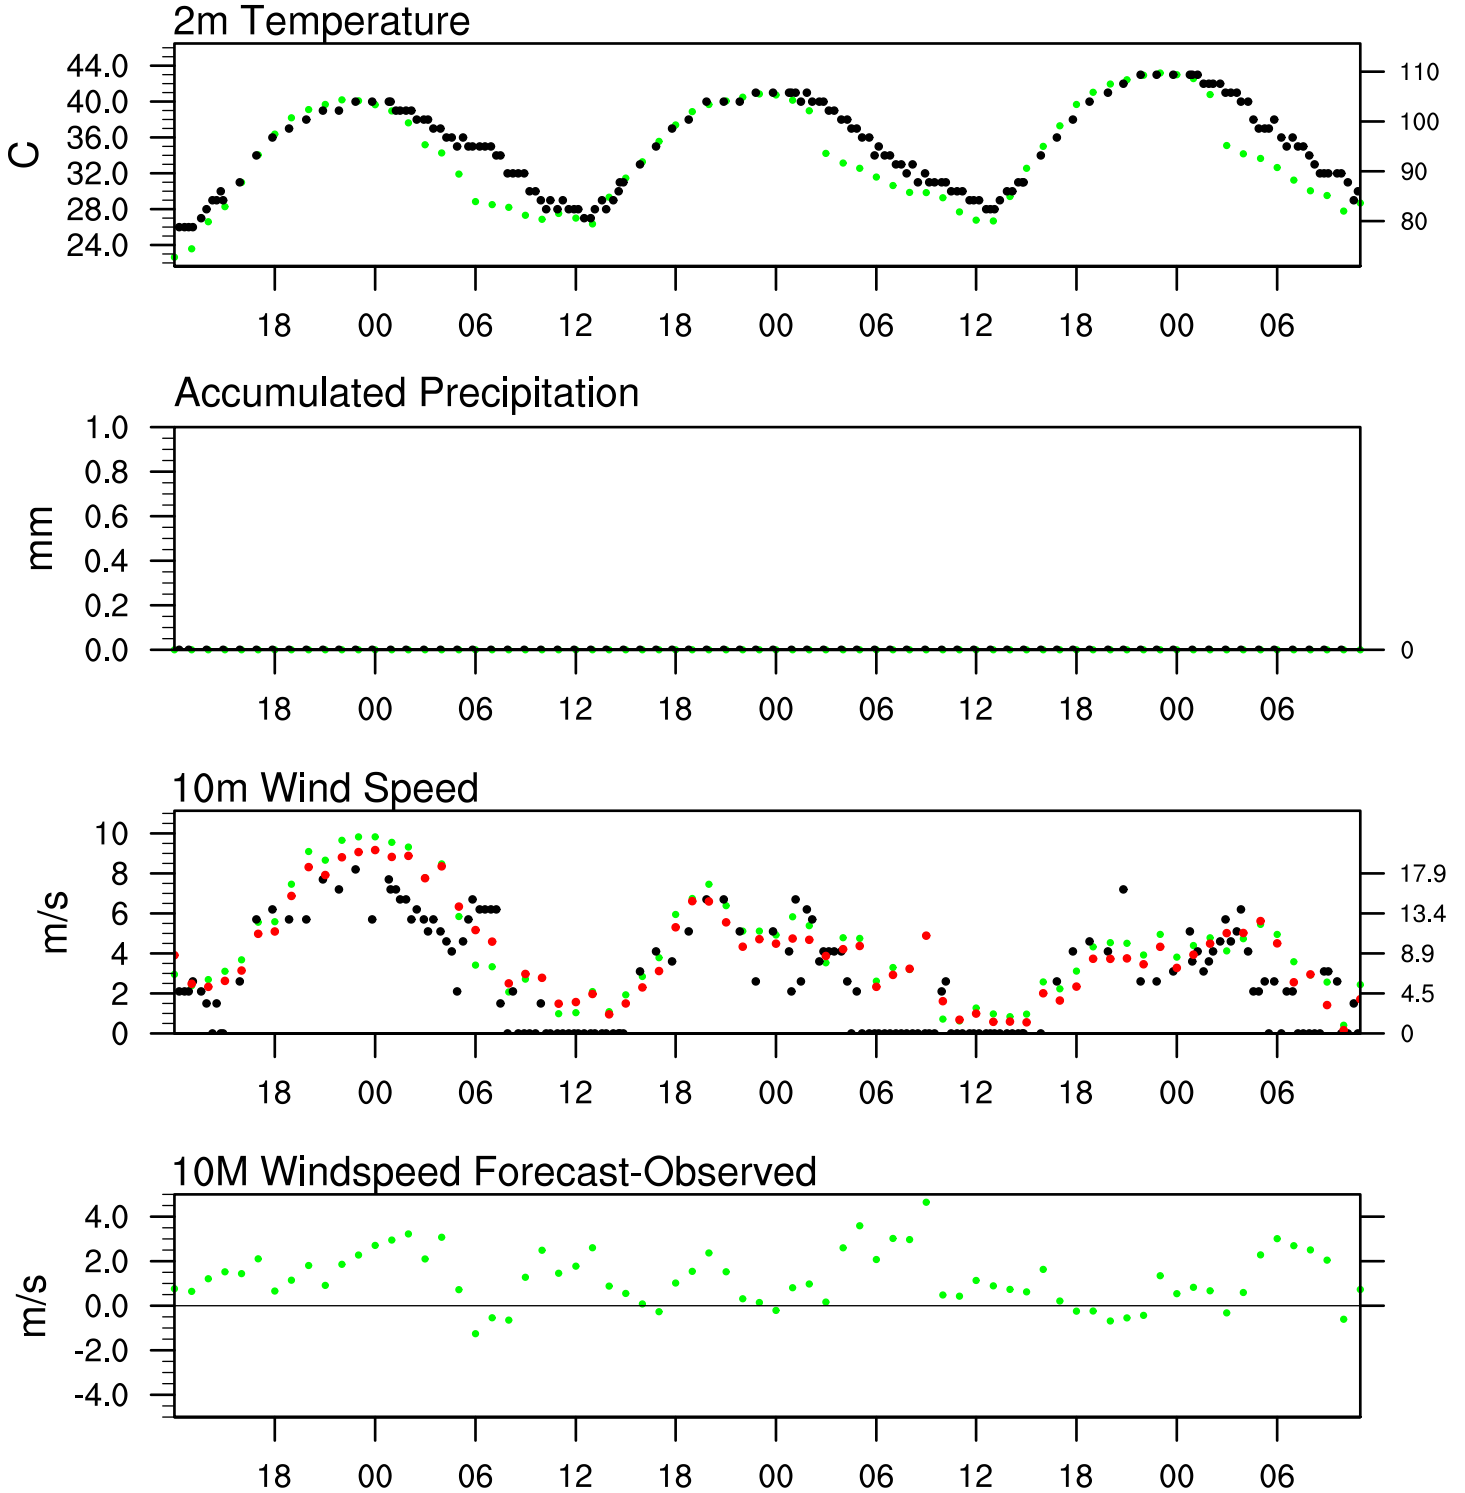 2m Temperature
44.0
40.0
36.0
32.0
28.0
24.0
C
110
100
90
80
18 00 06 12 18 00 06 12 18 00 06
Accumulated Precipitation
1.0
0.8
0.6
0.4
0.2
0.0
mm
0
18 00 06 12 18 00 06 12 18 00 06
10m Wind Speed
10
8
6
4
2
0
m/s
17.9
13.4
8.9
4.5
0
18 00 06 12 18 00 06 12 18 00 06
10M Windspeed Forecast-Observed
4.0
2.0
0.0
-2.0
-4.0
m/s
18 00 06 12 18 00 06 12 18 00 06